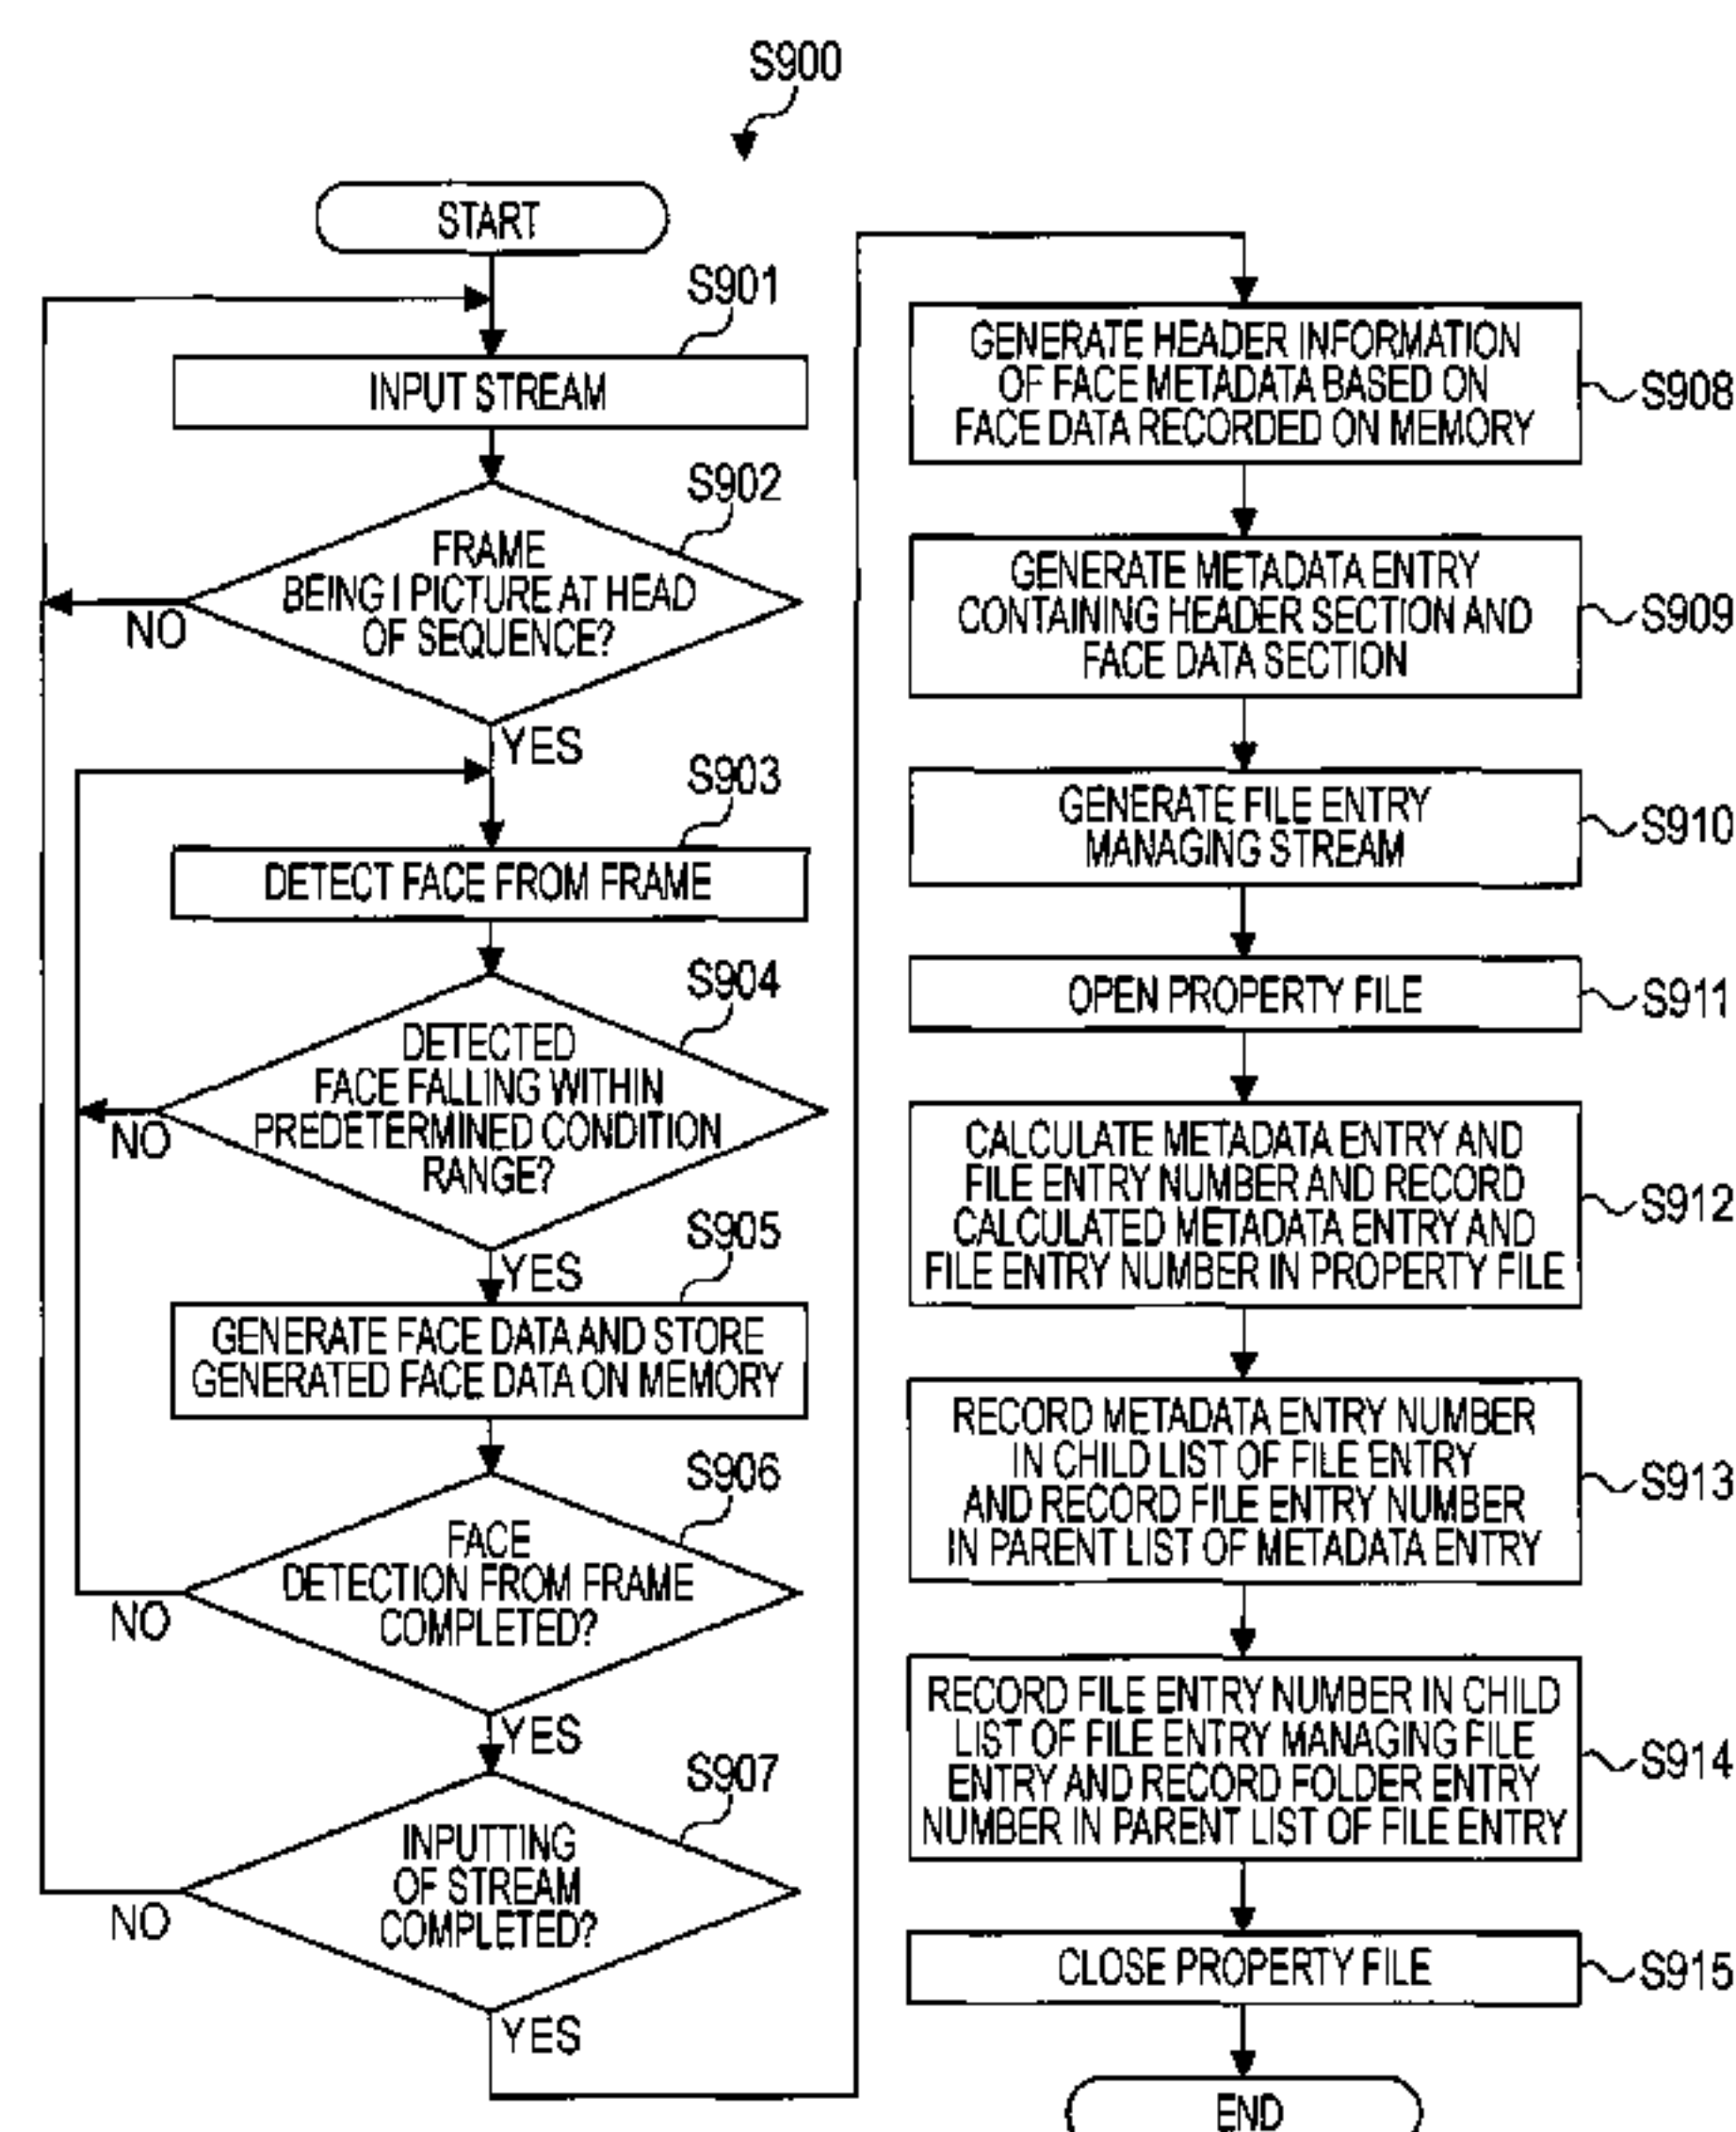 S900
START
S901
INPUT STREAM
S902
FRAME
BEING I PICTURE AT HEAD
OF SEQUENCE?
NO
YES
S903
DETECT FACE FROM FRAME
S904
DETECTED
FACE FALLING WITHIN
PREDETERMINED CONDITION
RANGE?
NO
YES
S905
GENERATE FACE DATA AND STORE
GENERATED FACE DATA ON MEMORY
S906
FACE
DETECTION FROM FRAME
COMPLETED?
NO
YES
S907
INPUTTING
OF STREAM
COMPLETED?
NO
YES
GENERATE HEADER INFORMATION
OF FACE METADATA BASED ON
FACE DATA RECORDED ON MEMORY
S908
GENERATE METADATA ENTRY
CONTAINING HEADER SECTION AND
FACE DATA SECTION
S909
GENERATE FILE ENTRY
MANAGING STREAM
S910
OPEN PROPERTY FILE
S911
CALCULATE METADATA ENTRY AND
FILE ENTRY NUMBER AND RECORD
CALCULATED METADATA ENTRY AND
FILE ENTRY NUMBER IN PROPERTY FILE
S912
RECORD METADATA ENTRY NUMBER
IN CHILD LIST OF FILE ENTRY
AND RECORD FILE ENTRY NUMBER
IN PARENT LIST OF METADATA ENTRY
S913
RECORD FILE ENTRY NUMBER IN CHILD
LIST OF FILE ENTRY MANAGING FILE
ENTRY AND RECORD FOLDER ENTRY
NUMBER IN PARENT LIST OF FILE ENTRY
S914
CLOSE PROPERTY FILE
S915
END